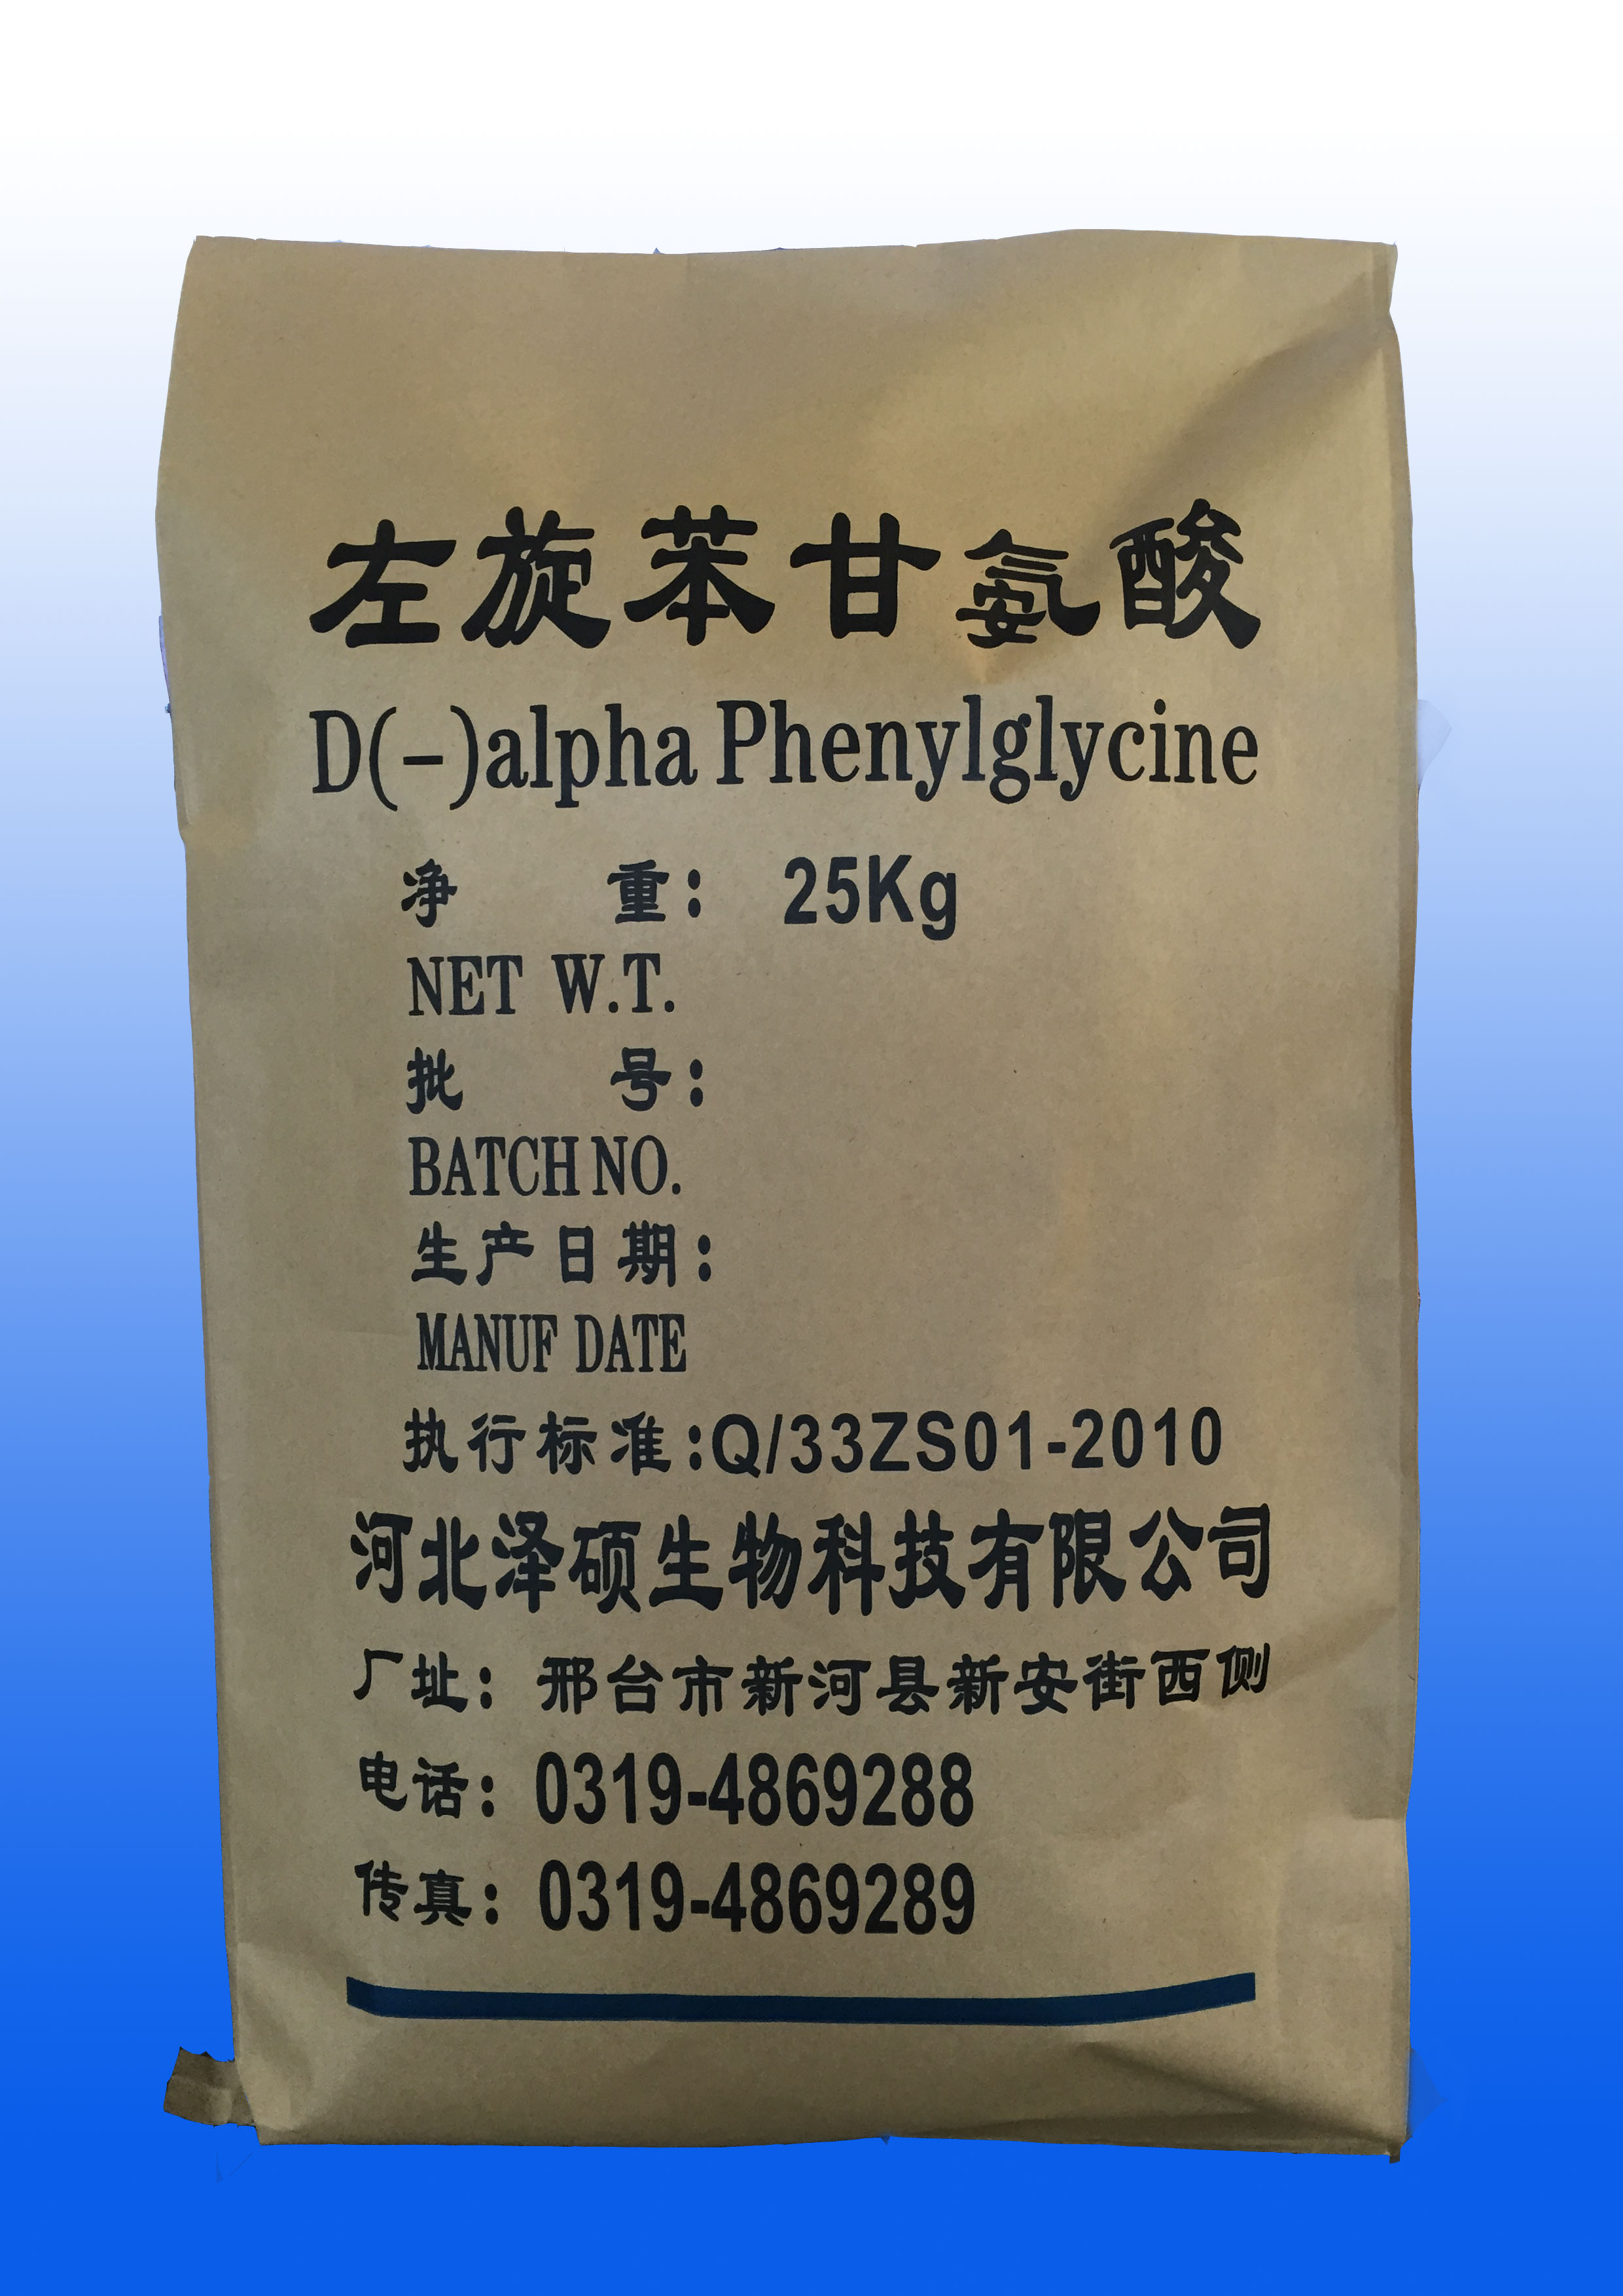 左旋苯甘氨酸
D(-)alpha Phenylglycine
净 重： 25Kg
NET W.T.
批 号：
BATCH NO.
生产日期：
MANUF DATE
执行标准:Q/33ZS01-2010
河北泽硕生物科技有限公司
厂址：邢台市新河县新安街西侧
电话：0319-4869288
传真：0319-4869289